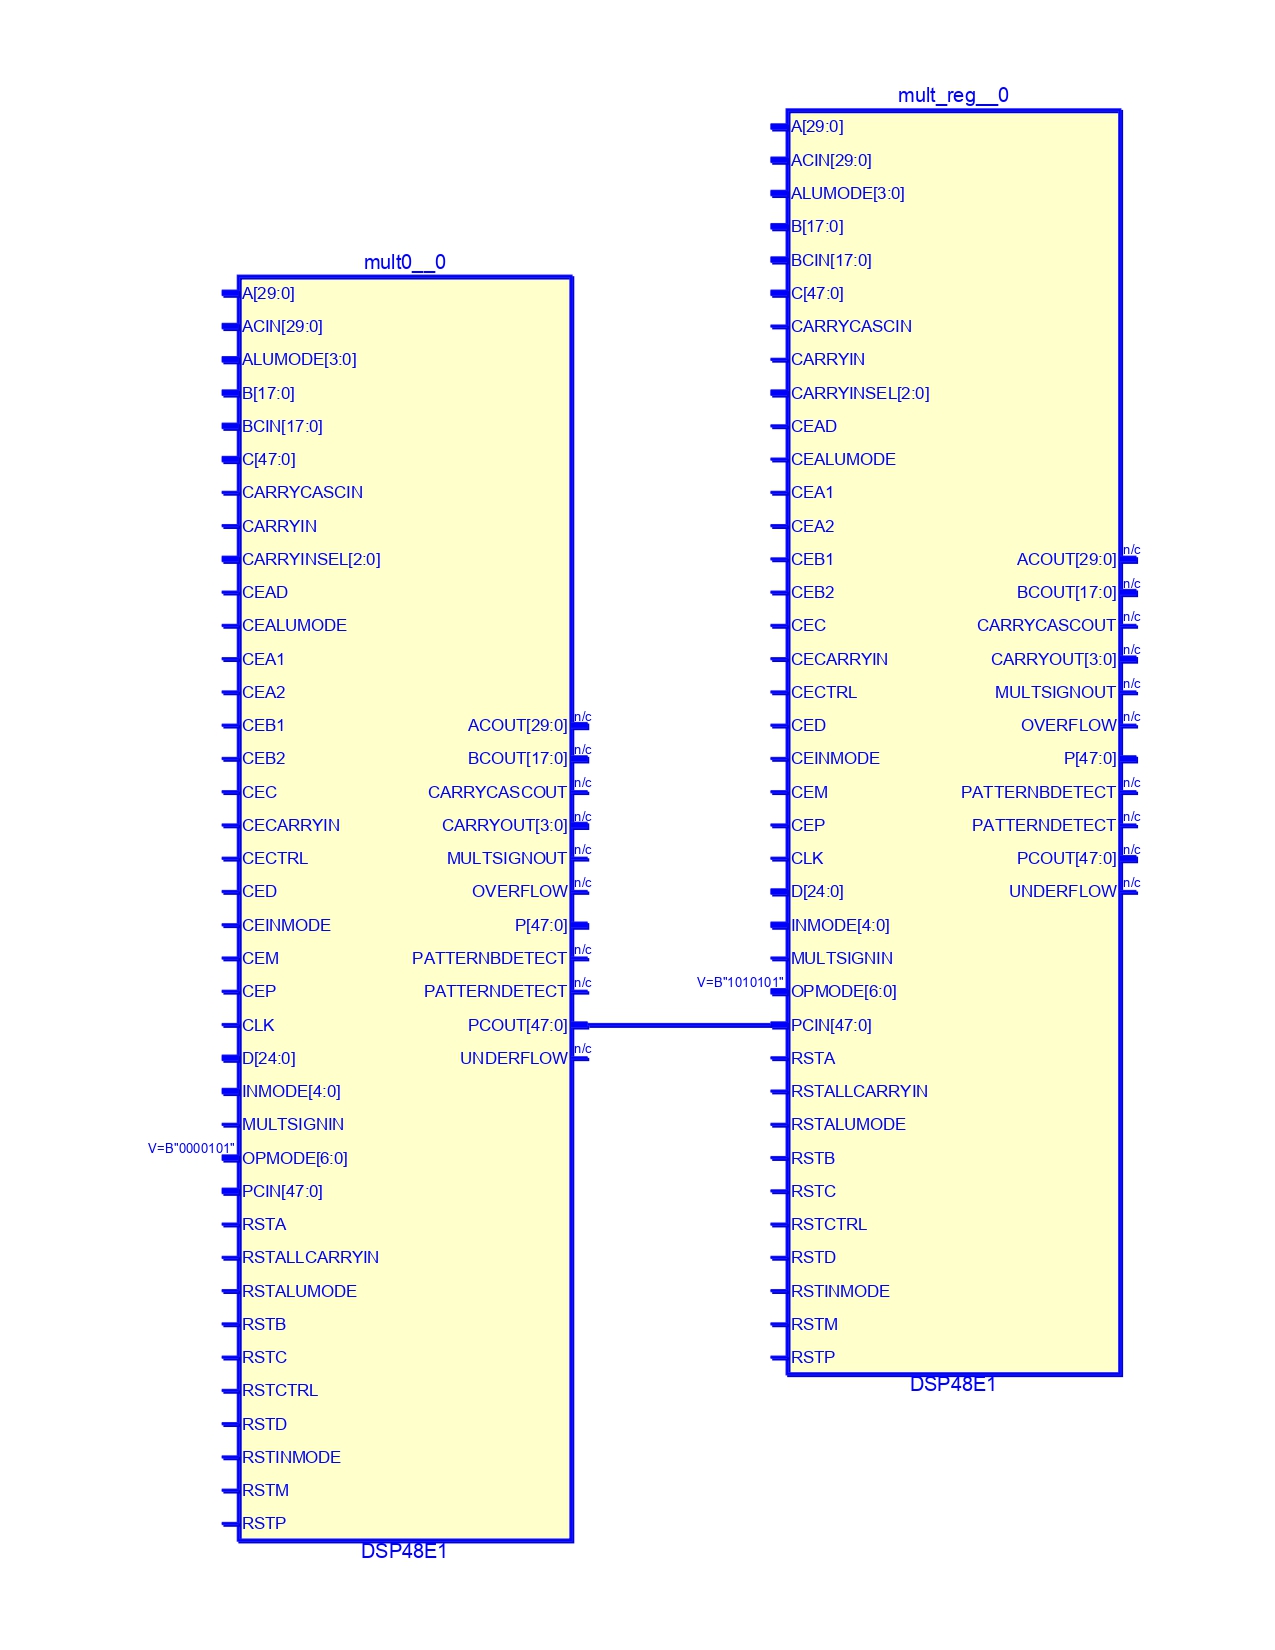 mult0__0
A[29:0]
ACIN[29:0]
ALUMODE[3:0]
B[17:0]
BCIN[17:0]
C[47:0]
CARRYCASCIN
CARRYIN
CARRYINSEL[2:0]
CEAD
CEALUMODE
CEA1
CEA2
CEB1
CEB2
CEC
CECARRYIN
CECTRL
CED
CEINMODE
CEM
CEP
CLK
D[24:0]
INMODE[4:0]
MULTSIGNIN
V=B"0000101"
OPMODE[6:0]
PCIN[47:0]
RSTA
RSTALLCARRYIN
RSTALUMODE
RSTB
RSTC
RSTCTRL
RSTD
RSTINMODE
RSTM
RSTP
ACOUT[29:0] n/c
BCOUT[17:0] n/c
CARRYCASCOUT n/c
CARRYOUT[3:0] n/c
MULTSIGNOUT n/c
OVERFLOW n/c
P[47:0]
PATTERNBDETECT n/c
PATTERNDETECT n/c
PCOUT[47:0]
UNDERFLOW n/c
DSP48E1
mult_reg__0
A[29:0]
ACIN[29:0]
ALUMODE[3:0]
B[17:0]
BCIN[17:0]
C[47:0]
CARRYCASCIN
CARRYIN
CARRYINSEL[2:0]
CEAD
CEALUMODE
CEA1
CEA2
CEB1
CEB2
CEC
CECARRYIN
CECTRL
CED
CEINMODE
CEM
CEP
CLK
D[24:0]
INMODE[4:0]
MULTSIGNIN
V=B"1010101"
OPMODE[6:0]
PCIN[47:0]
RSTA
RSTALLCARRYIN
RSTALUMODE
RSTB
RSTC
RSTCTRL
RSTD
RSTINMODE
RSTM
RSTP
ACOUT[29:0] n/c
BCOUT[17:0] n/c
CARRYCASCOUT n/c
CARRYOUT[3:0] n/c
MULTSIGNOUT n/c
OVERFLOW n/c
P[47:0]
PATTERNBDETECT n/c
PATTERNDETECT n/c
PCOUT[47:0] n/c
UNDERFLOW n/c
DSP48E1